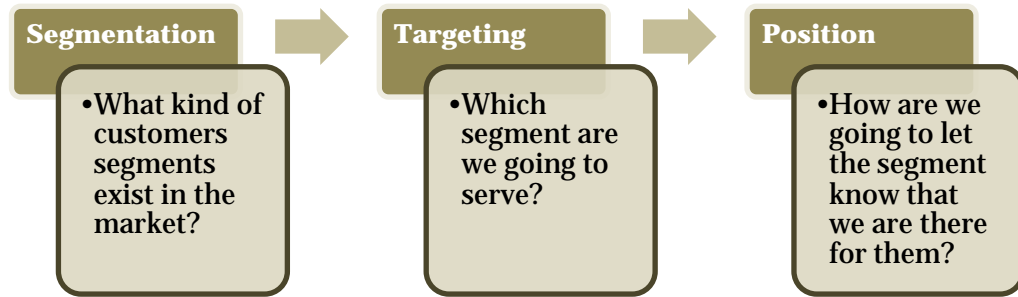 Segmentation
•What kind of
customers
segments
exist in the
market?
Targeting
•Which
segment are
we going to
serve?
Position
•How are we
going to let
the segment
know that
we are there
for them?